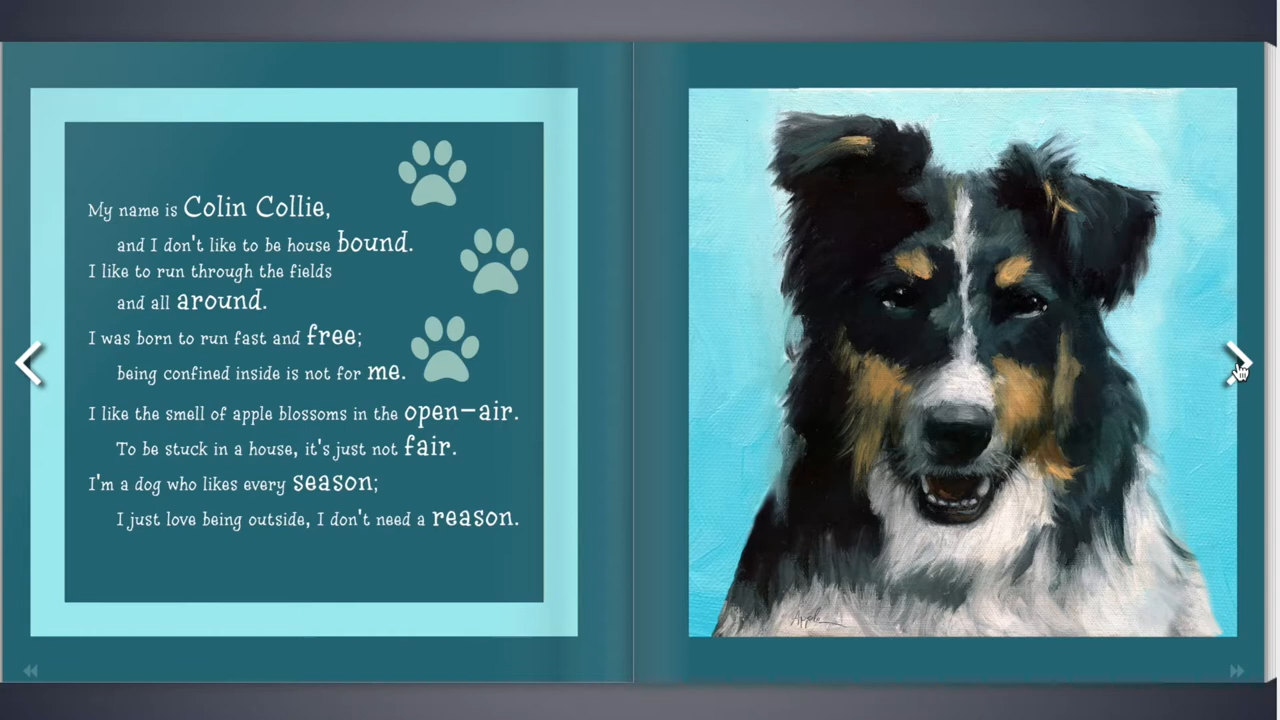 My name is Colin Collie,
and I don't like to be house bound.
I like to run through the fields
and all around.
I was born to run fast and free;
being confined inside is not for me.
I like the smell of apple blossoms in the open-air.
To be stuck in a house, it's just not fair.
I'm a dog who likes every season;
I just love being outside, I don't need a reason.
Apple